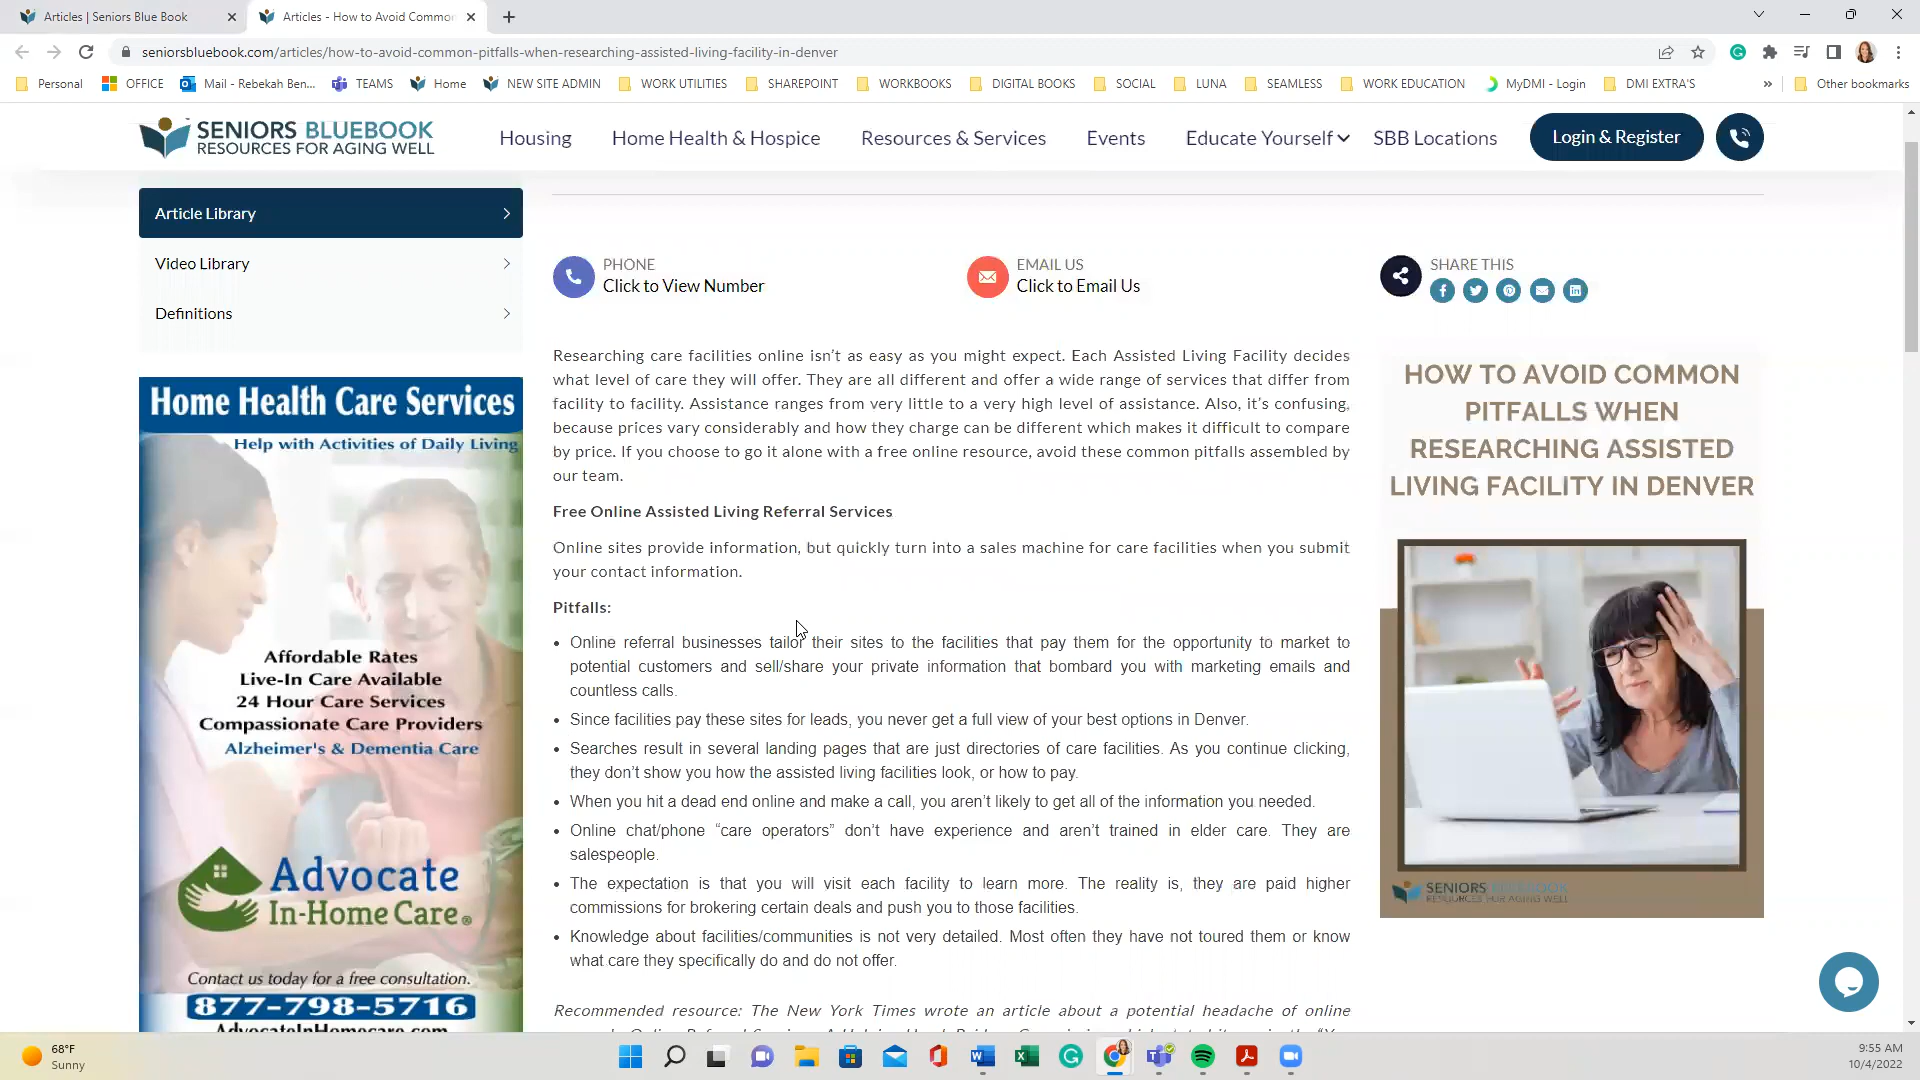 Articles | Seniors Blue Book
Articles - How to Avoid Commo
seniorsbluebook.com/articles/how-to-avoid-common-pitfalls-when-researching-assisted-living-facility-in-denver
Personal
OFFICE
Mail - Rebekah Ben...
TEAMS
Home
NEW SITE ADMIN
WORK UTILITIES
SHAREPOINT
WORKBOOKS
DIGITAL BOOKS
SOCIAL
LUNA
SEAMLESS
WORK EDUCATION
MyDMI - Login
DMI EXTRA'S
»
Other bookmarks
SENIORS BLUEBOOK
RESOURCES FOR AGING WELL
Housing
Home Health & Hospice
Resources & Services
Events
Educate Yourself
SBB Locations
Login & Register
Article Library
Video Library
Definitions
PHONE
Click to View Number
EMAIL US
Click to Email Us
SHARE THIS
Home Health Care Services
Help with Activities of Daily Living
Affordable Rates
Live-In Care Available
24 Hour Care Services
Compassionate Care Providers
Alzheimer's & Dementia Care
Advocate
In-Home Care®
Contact us today for a free consultation.
877-798-5716
AdvocateInHomecare.com
Researching care facilities online isn't as easy as you might expect. Each Assisted Living Facility decides
what level of care they will offer. They are all different and offer a wide range of services that differ from
facility to facility. Assistance ranges from very little to a very high level of assistance. Also, it's confusing,
because prices vary considerably and how they charge can be different which makes it difficult to compare
by price. If you choose to go it alone with a free online resource, avoid these common pitfalls assembled by
our team.
Free Online Assisted Living Referral Services
Online sites provide information, but quickly turn into a sales machine for care facilities when you submit
your contact information.
Pitfalls:
• Online referral businesses tailor their sites to the facilities that pay them for the opportunity to market to
potential customers and sell/share your private information that bombard you with marketing emails and
countless calls.
• Since facilities pay these sites for leads, you never get a full view of your best options in Denver.
• Searches result in several landing pages that are just directories of care facilities. As you continue clicking,
they don't show you how the assisted living facilities look, or how to pay.
• When you hit a dead end online and make a call, you aren't likely to get all of the information you needed.
• Online chat/phone “care operators” don't have experience and aren't trained in elder care. They are
salespeople.
• The expectation is that you will visit each facility to learn more. The reality is, they are paid higher
commissions for brokering certain deals and push you to those facilities.
• Knowledge about facilities/communities is not very detailed. Most often they have not toured them or know
what care they specifically do and do not offer.
Recommended resource: The New York Times wrote an article about a potential headache of online
HOW TO AVOID COMMON
PITFALLS WHEN
RESEARCHING ASSISTED
LIVING FACILITY IN DENVER
SENIORS BLUEBOOK
RESOURCES FOR AGING WELL
68°F
Sunny
9:55 AM
10/4/2022